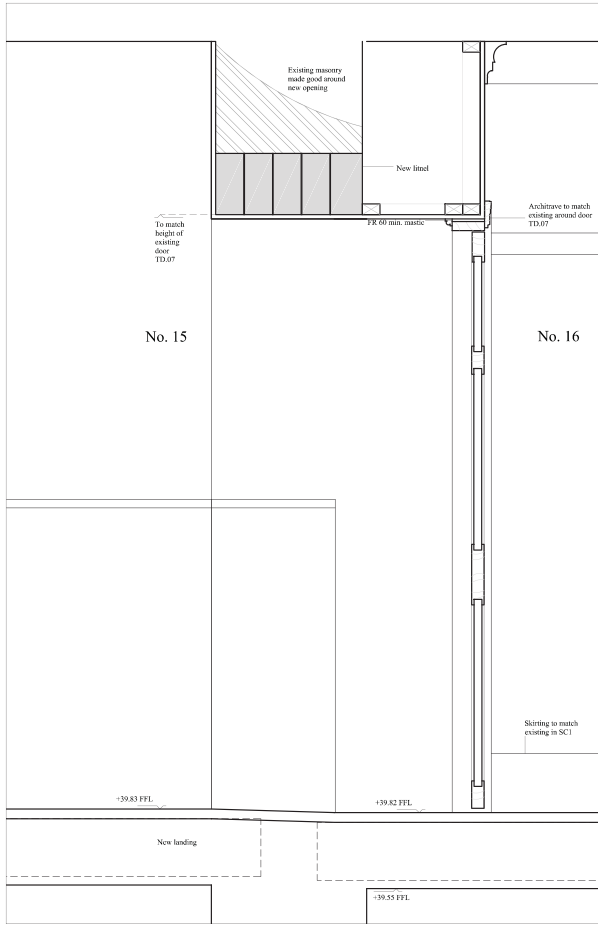 Existing masonry
made good around
new opening
New litnel
FR 60 min. mastic
Architrave to match
existing around door
TD.07
To match
height of
existing
door
TD.07
No. 15
No. 16
Skirting to match
existing in SC1
+39.83 FFL
+39.82 FFL
New landing
+39.55 FFL